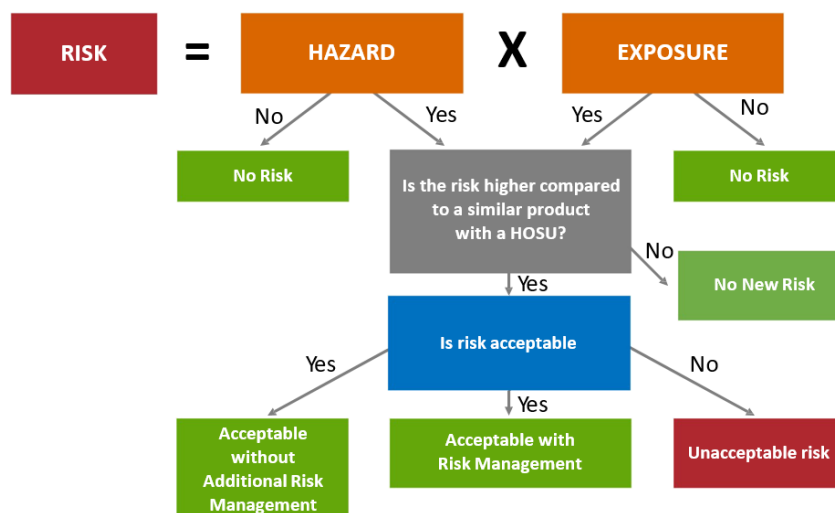 RISK = HAZARD X EXPOSURE
No Yes Yes No
No Risk
Is the risk higher compared
to a similar product
with a HOSU?
No Risk
No
No New Risk
Yes
Is risk acceptable
Yes
Yes
No
Acceptable
without
Additional Risk
Management
Acceptable with
Risk Management
Unacceptable risk